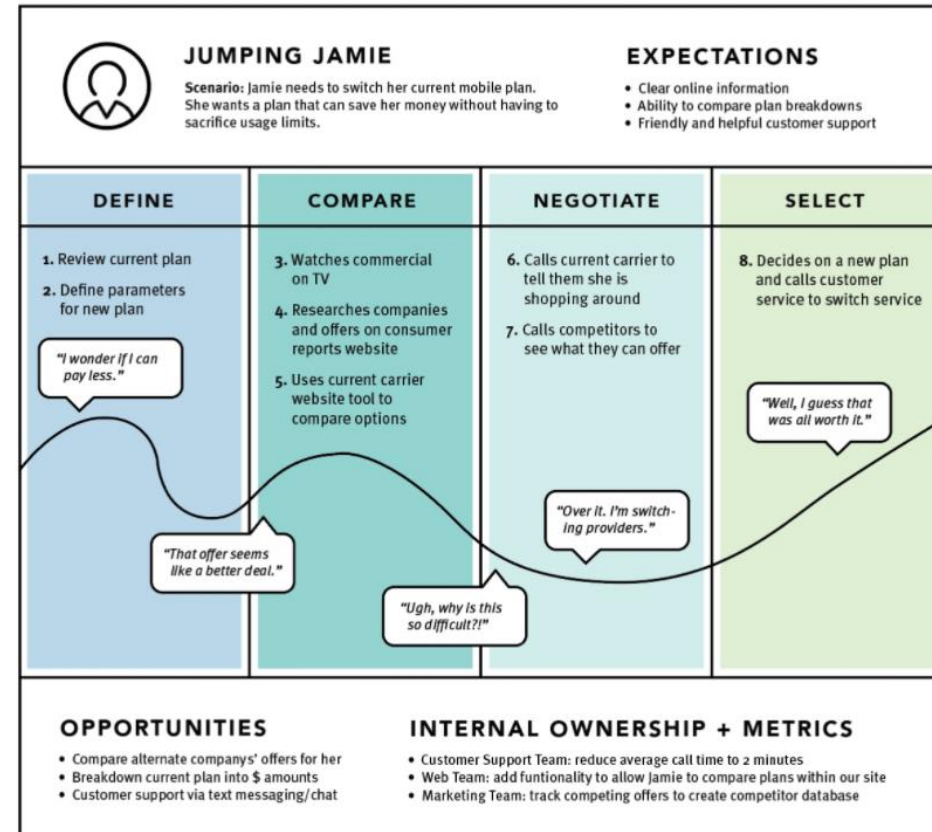 JUMPING JAMIE
Scenario: Jamie needs to switch her current mobile plan.
She wants a plan that can save her money without having to
sacrifice usage limits.
EXPECTATIONS
• Clear online information
• Ability to compare plan breakdowns
• Friendly and helpful customer support
DEFINE
1. Review current plan
2. Define parameters
for new plan
"I wonder if I can
pay less."
COMPARE
3. Watches commercial
on TV
4. Researches companies
and offers on consumer
reports website
5. Uses current carrier
website tool to
compare options
"That offer seems
like a better deal."
NEGOTIATE
6. Calls current carrier to
tell them she is
shopping around
7. Calls competitors to
see what they can offer
"Ugh, why is this
so difficult?!"
"Over it. I'm switch-
ing providers."
SELECT
8. Decides on a new plan
and calls customer
service to switch service
"Well, I guess that
was all worth it."
OPPORTUNITIES
• Compare alternate companys' offers for her
• Breakdown current plan into $ amounts
• Customer support via text messaging/chat
INTERNAL OWNERSHIP + METRICS
• Customer Support Team: reduce average call time to 2 minutes
• Web Team: add funtionality to allow Jamie to compare plans within our site
• Marketing Team: track competing offers to create competitor database